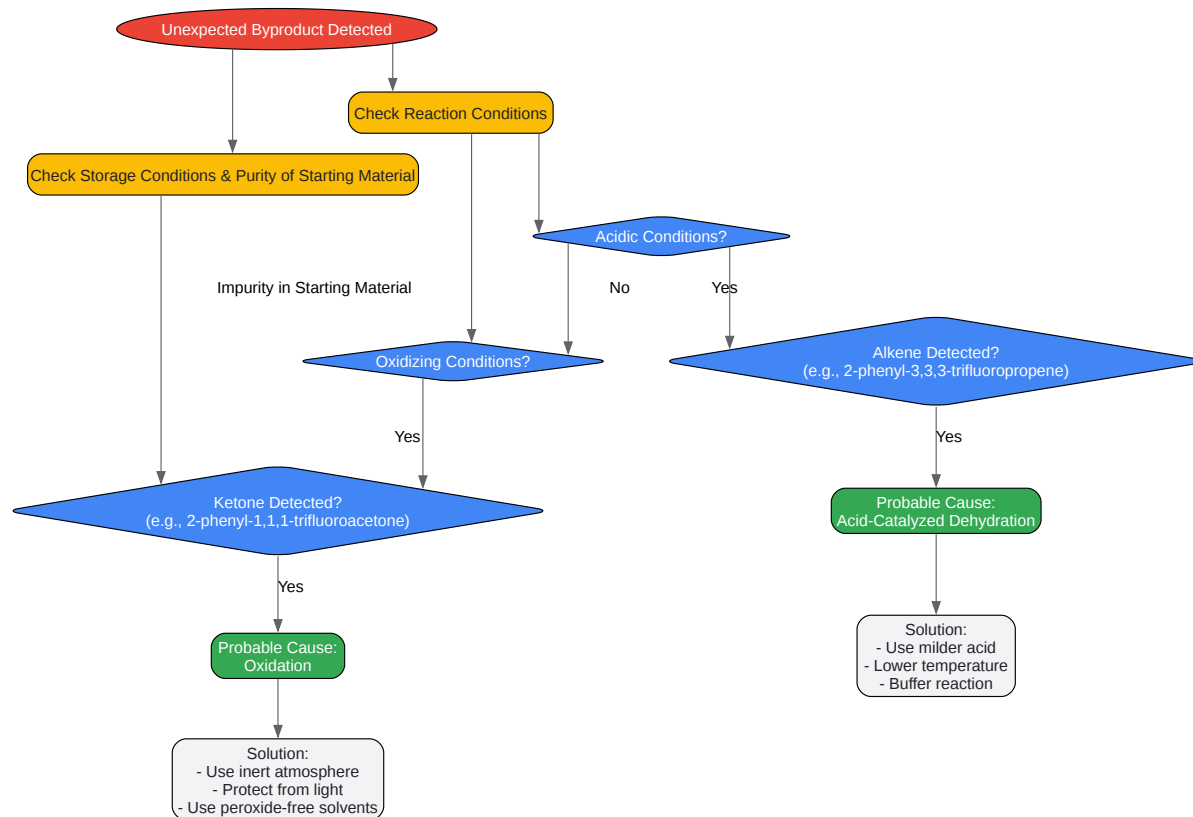 Unexpected Byproduct Detected
Check Reaction Conditions
Check Storage Conditions & Purity of Starting Material
Acidic Conditions?
Impurity in Starting Material
No
Yes
Oxidizing Conditions?
Alkene Detected?
(e.g., 2-phenyl-3,3,3-trifluoropropene)
Yes
Yes
Ketone Detected?
(e.g., 2-phenyl-1,1,1-trifluoroacetone)
Probable Cause:
Acid-Catalyzed Dehydration
Yes
Probable Cause:
Oxidation
Solution:
- Use milder acid
- Lower temperature
- Buffer reaction
Solution:
- Use inert atmosphere
- Protect from light
- Use peroxide-free solvents